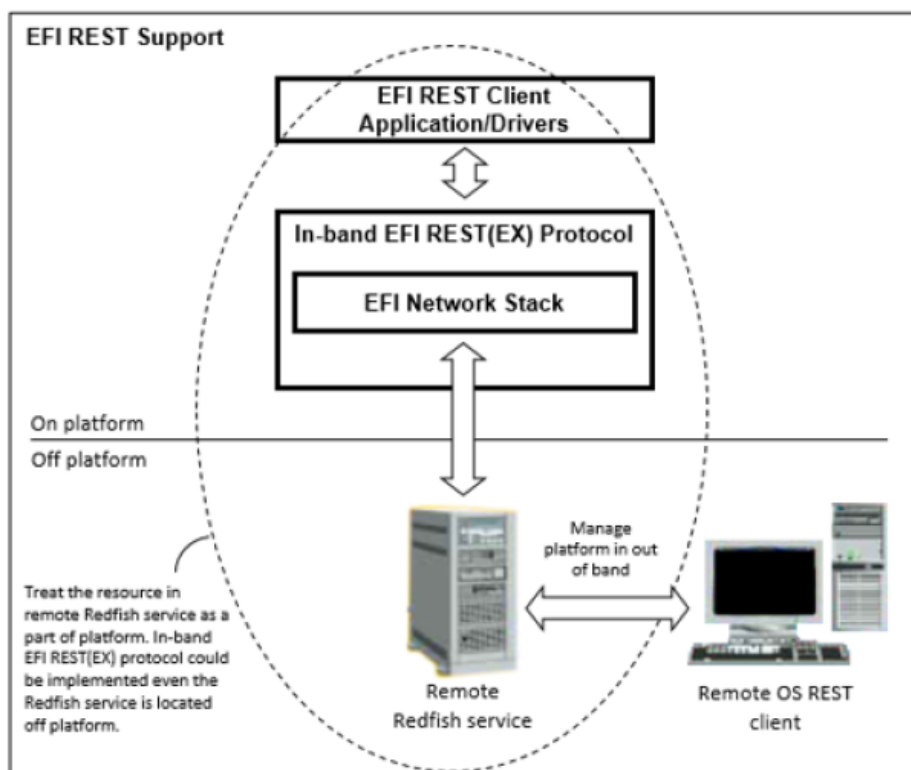 EFI REST Support
EFI REST Client
Application/Drivers
In-band EFI REST(EX) Protocol
EFI Network Stack
On platform
Off platform
Manage
platform in out
of band
Treat the resource in
remote Redfish service as a
part of platform. In-band
EFI REST(EX) protocol could
be implemented even the
Redfish service is located
off platform.
Remote
Redfish service
Remote OS REST
client